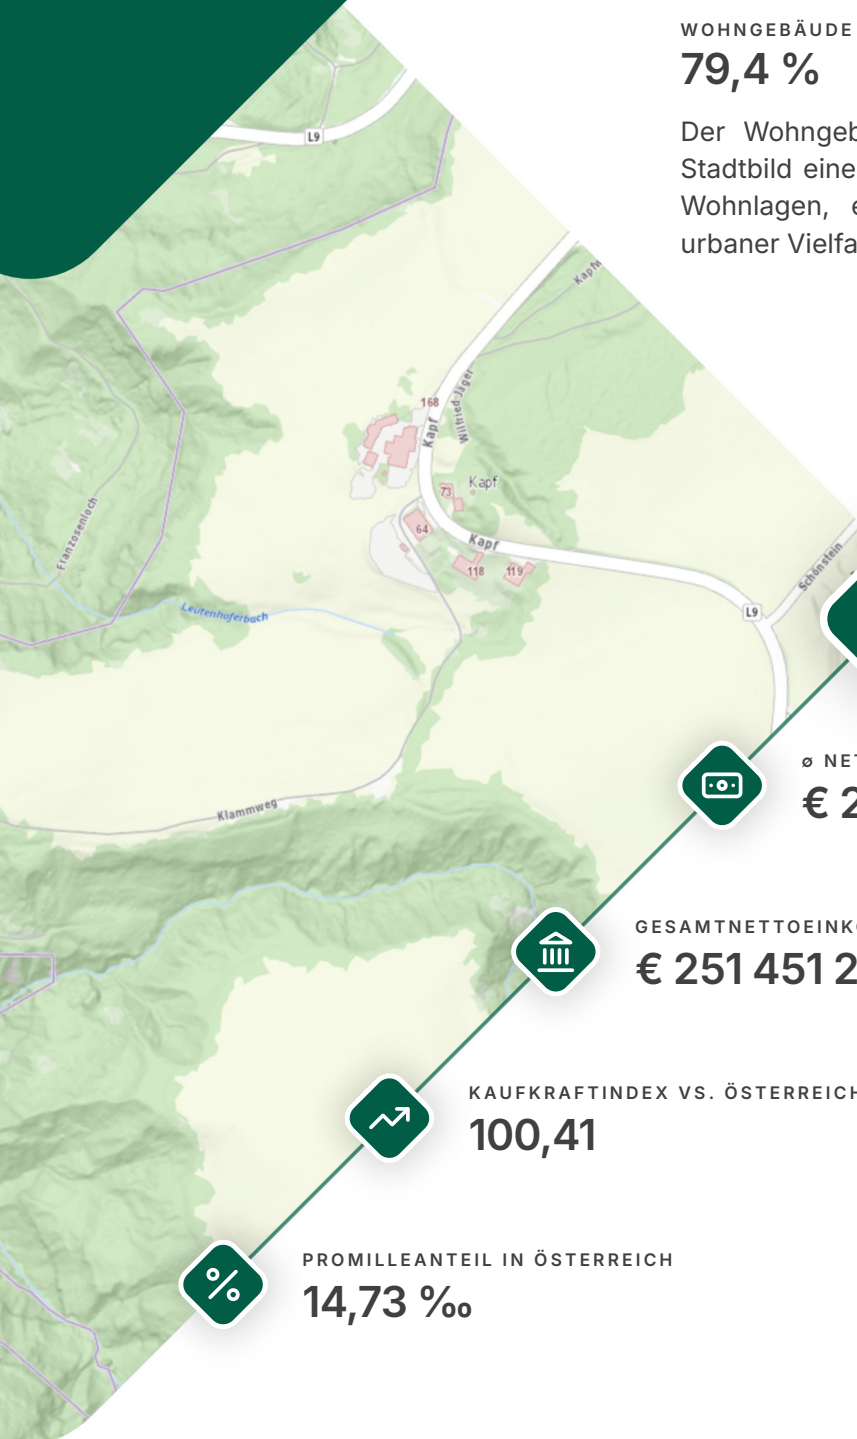 WOHNGEBÄUDE
79,4 %
Der Wohngeb
Stadtbild eine
Wohnlagen, e
urbaner Vielfa
L9
Kapfw
168
Kapf
Wilfried-Jäger
Kapf
73
64
Kapf
118
119
Franzosenloch
Leutenhoferbach
Schönstein
L9
Klammweg
ø NET
€ 2
GESAMTNETTOEINKO
€ 251 451 2
KAUFKRAFTINDEX VS. ÖSTERREICH
100,41
PROMILLEANTEIL IN ÖSTERREICH
14,73 ‰